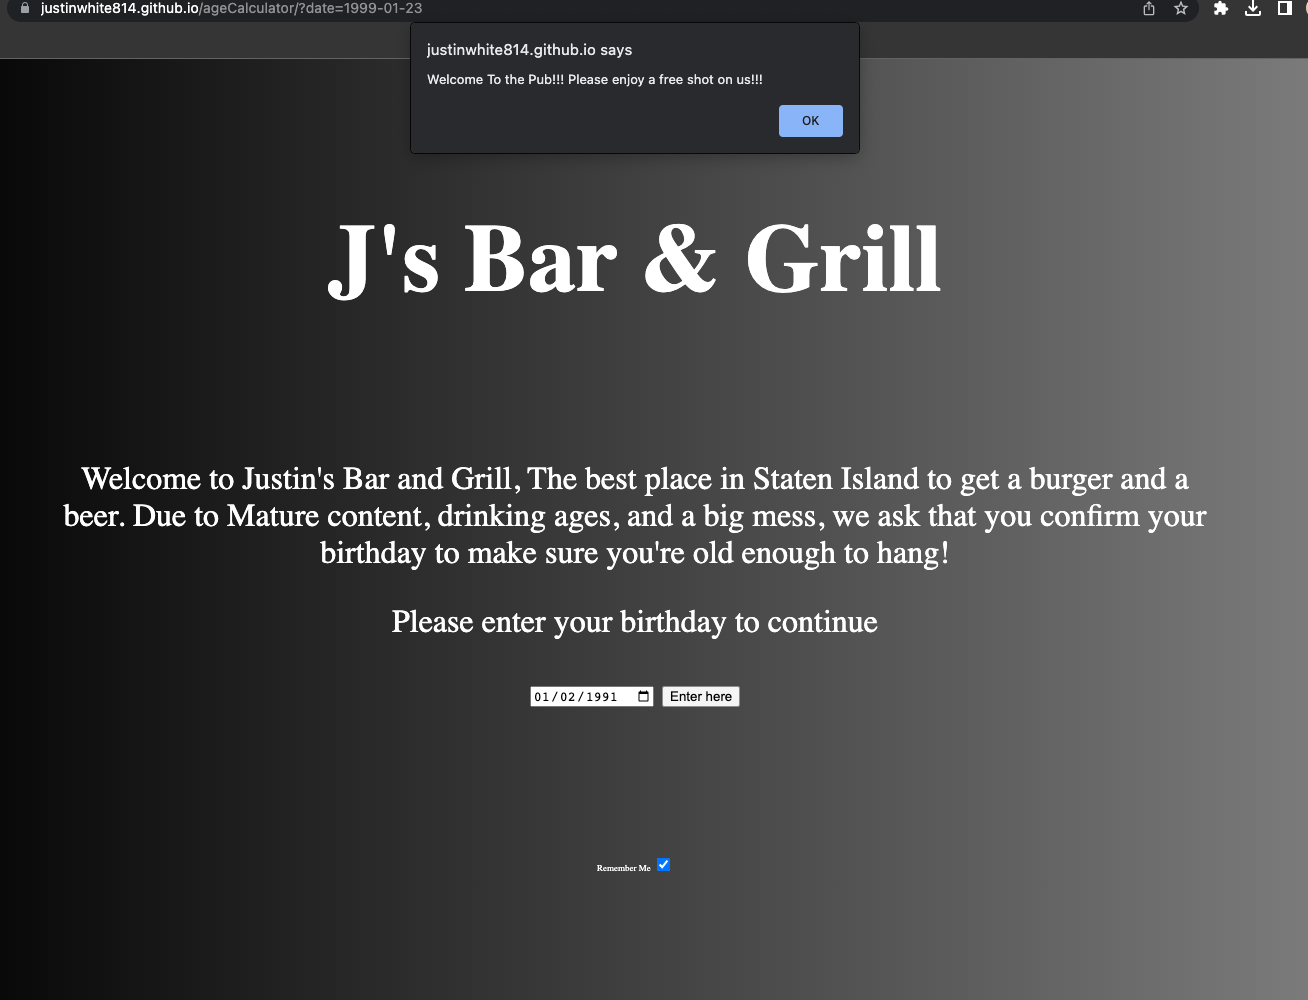 justinwhite814.github.io/ageCalculator/?date=1999-01-23
justinwhite814.github.io says
Welcome To the Pub!!! Please enjoy a free shot on us!!!
OK
J's Bar & Grill
Welcome to Justin's Bar and Grill, The best place in Staten Island to get a burger and a
beer. Due to Mature content, drinking ages, and a big mess, we ask that you confirm your
birthday to make sure you're old enough to hang!
Please enter your birthday to continue
01/02/1991 Enter here
Remember Me